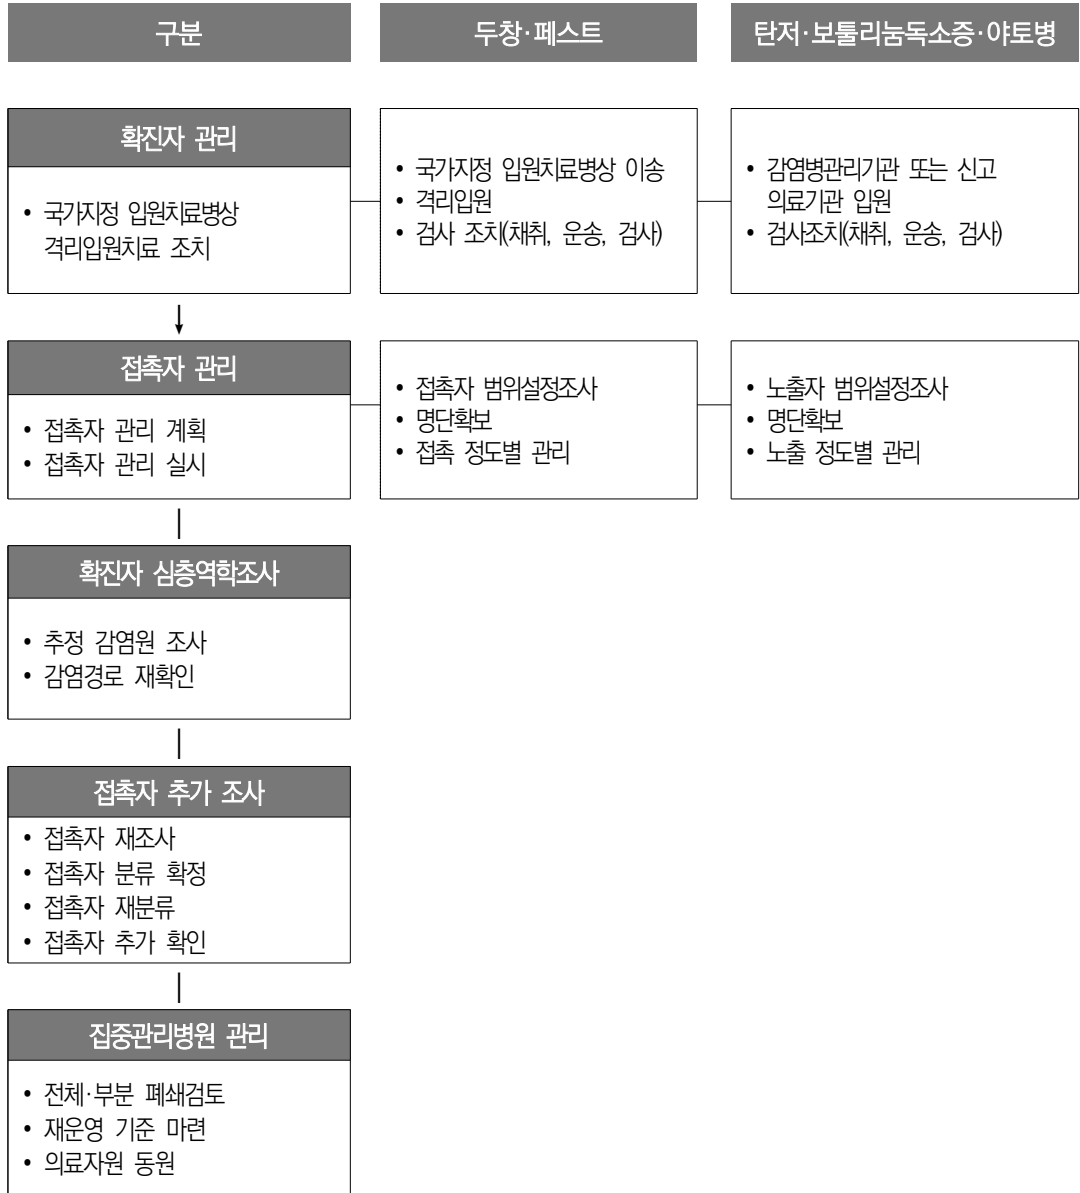 구분
두창·페스트
탄저·보툴리눔독소증·야토병
확진자 관리
• 국가지정 입원치료병상
격리입원치료 조치
• 국가지정 입원치료병상 이송
• 격리입원
• 검사 조치(채취, 운송, 검사)
• 감염병관리기관 또는 신고
의료기관 입원
• 검사조치(채취, 운송, 검사)
접촉자 관리
• 접촉자 관리 계획
• 접촉자 관리 실시
• 접촉자 범위설정조사
• 명단확보
• 접촉 정도별 관리
• 노출자 범위설정조사
• 명단확보
• 노출 정도별 관리
확진자 심층역학조사
• 추정 감염원 조사
• 감염경로 재확인
접촉자 추가 조사
• 접촉자 재조사
• 접촉자 분류 확정
• 접촉자 재분류
• 접촉자 추가 확인
집중관리병원 관리
• 전체·부분 폐쇄검토
• 재운영 기준 마련
• 의료자원 동원